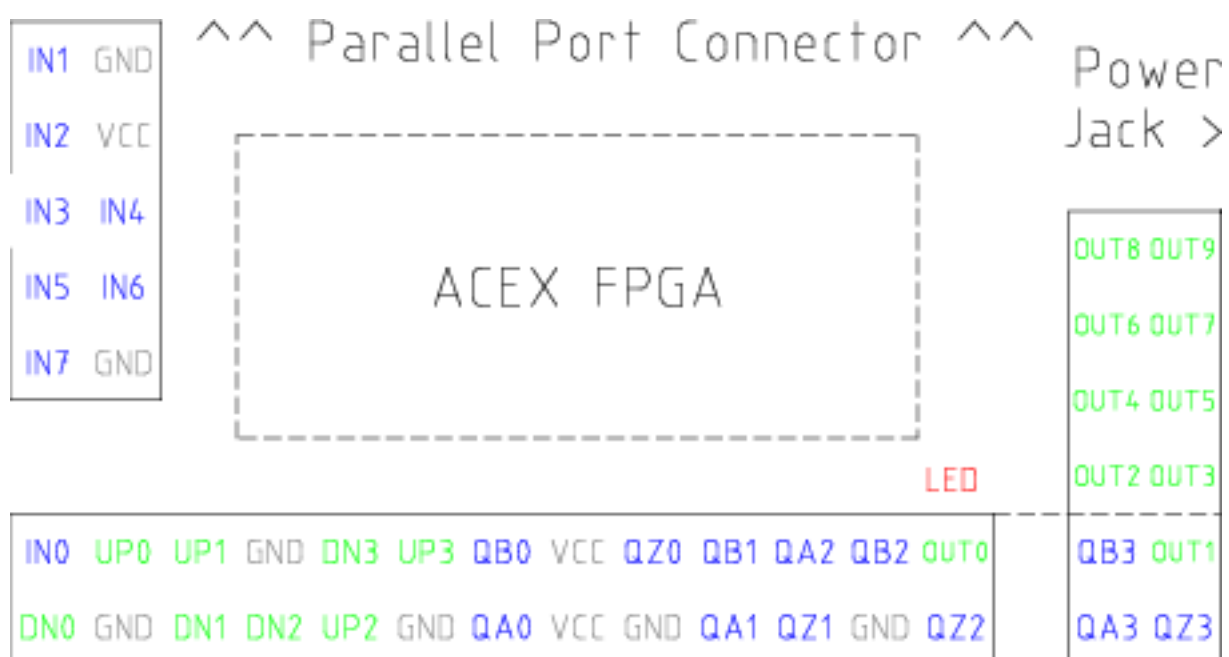 ^^ Parallel Port Connector ^^
Power
Jack >
IN1 GND
IN2 VCC
IN3 IN4
IN5 IN6
IN7 GND
ACEX FPGA
OUT8 OUT9
OUT6 OUT7
OUT4 OUT5
OUT2 OUT3
LED
IN0 UP0 UP1 GND DN3 UP3 QB0 VCC QZ0 QB1 QA2 QB2 OUT0
DN0 GND DN1 DN2 UP2 GND QA0 VCC GND QA1 QZ1 GND QZ2
QB3 OUT1
QA3 QZ3